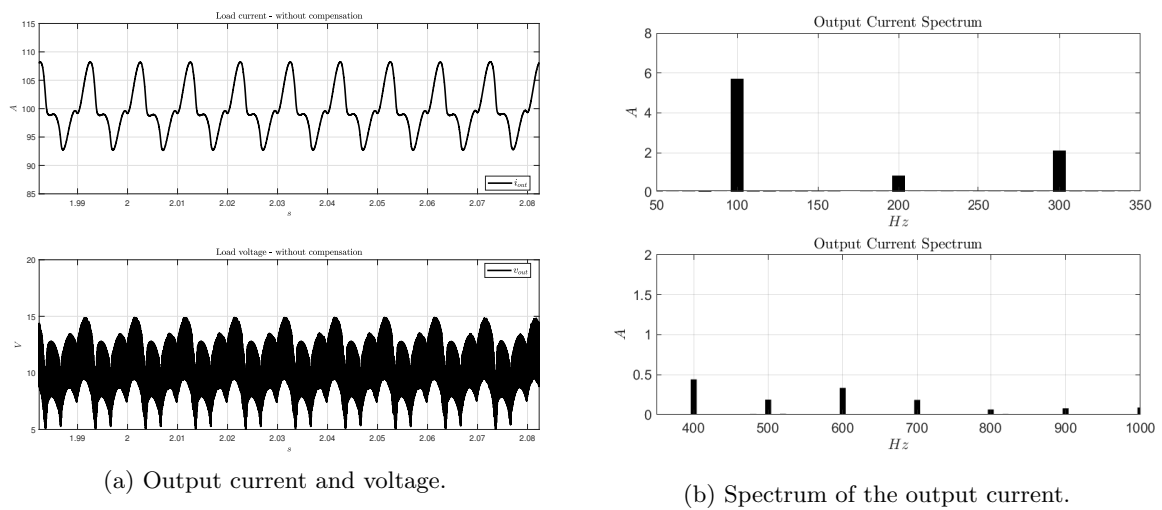 Load current - without compensation
115
110
105
100
95
90
85
A
1.99 2 2.01 2.02 2.03 2.04 2.05 2.06 2.07 2.08
s
i_out
Load voltage - without compensation
20
15
10
5
V
1.99 2 2.01 2.02 2.03 2.04 2.05 2.06 2.07 2.08
s
v_out
(a) Output current and voltage.
Output Current Spectrum
8
6
4
2
0
A
50 100 150 200 250 300 350
Hz
Output Current Spectrum
2
1.5
1
0.5
0
A
400 500 600 700 800 900 1000
Hz
(b) Spectrum of the output current.